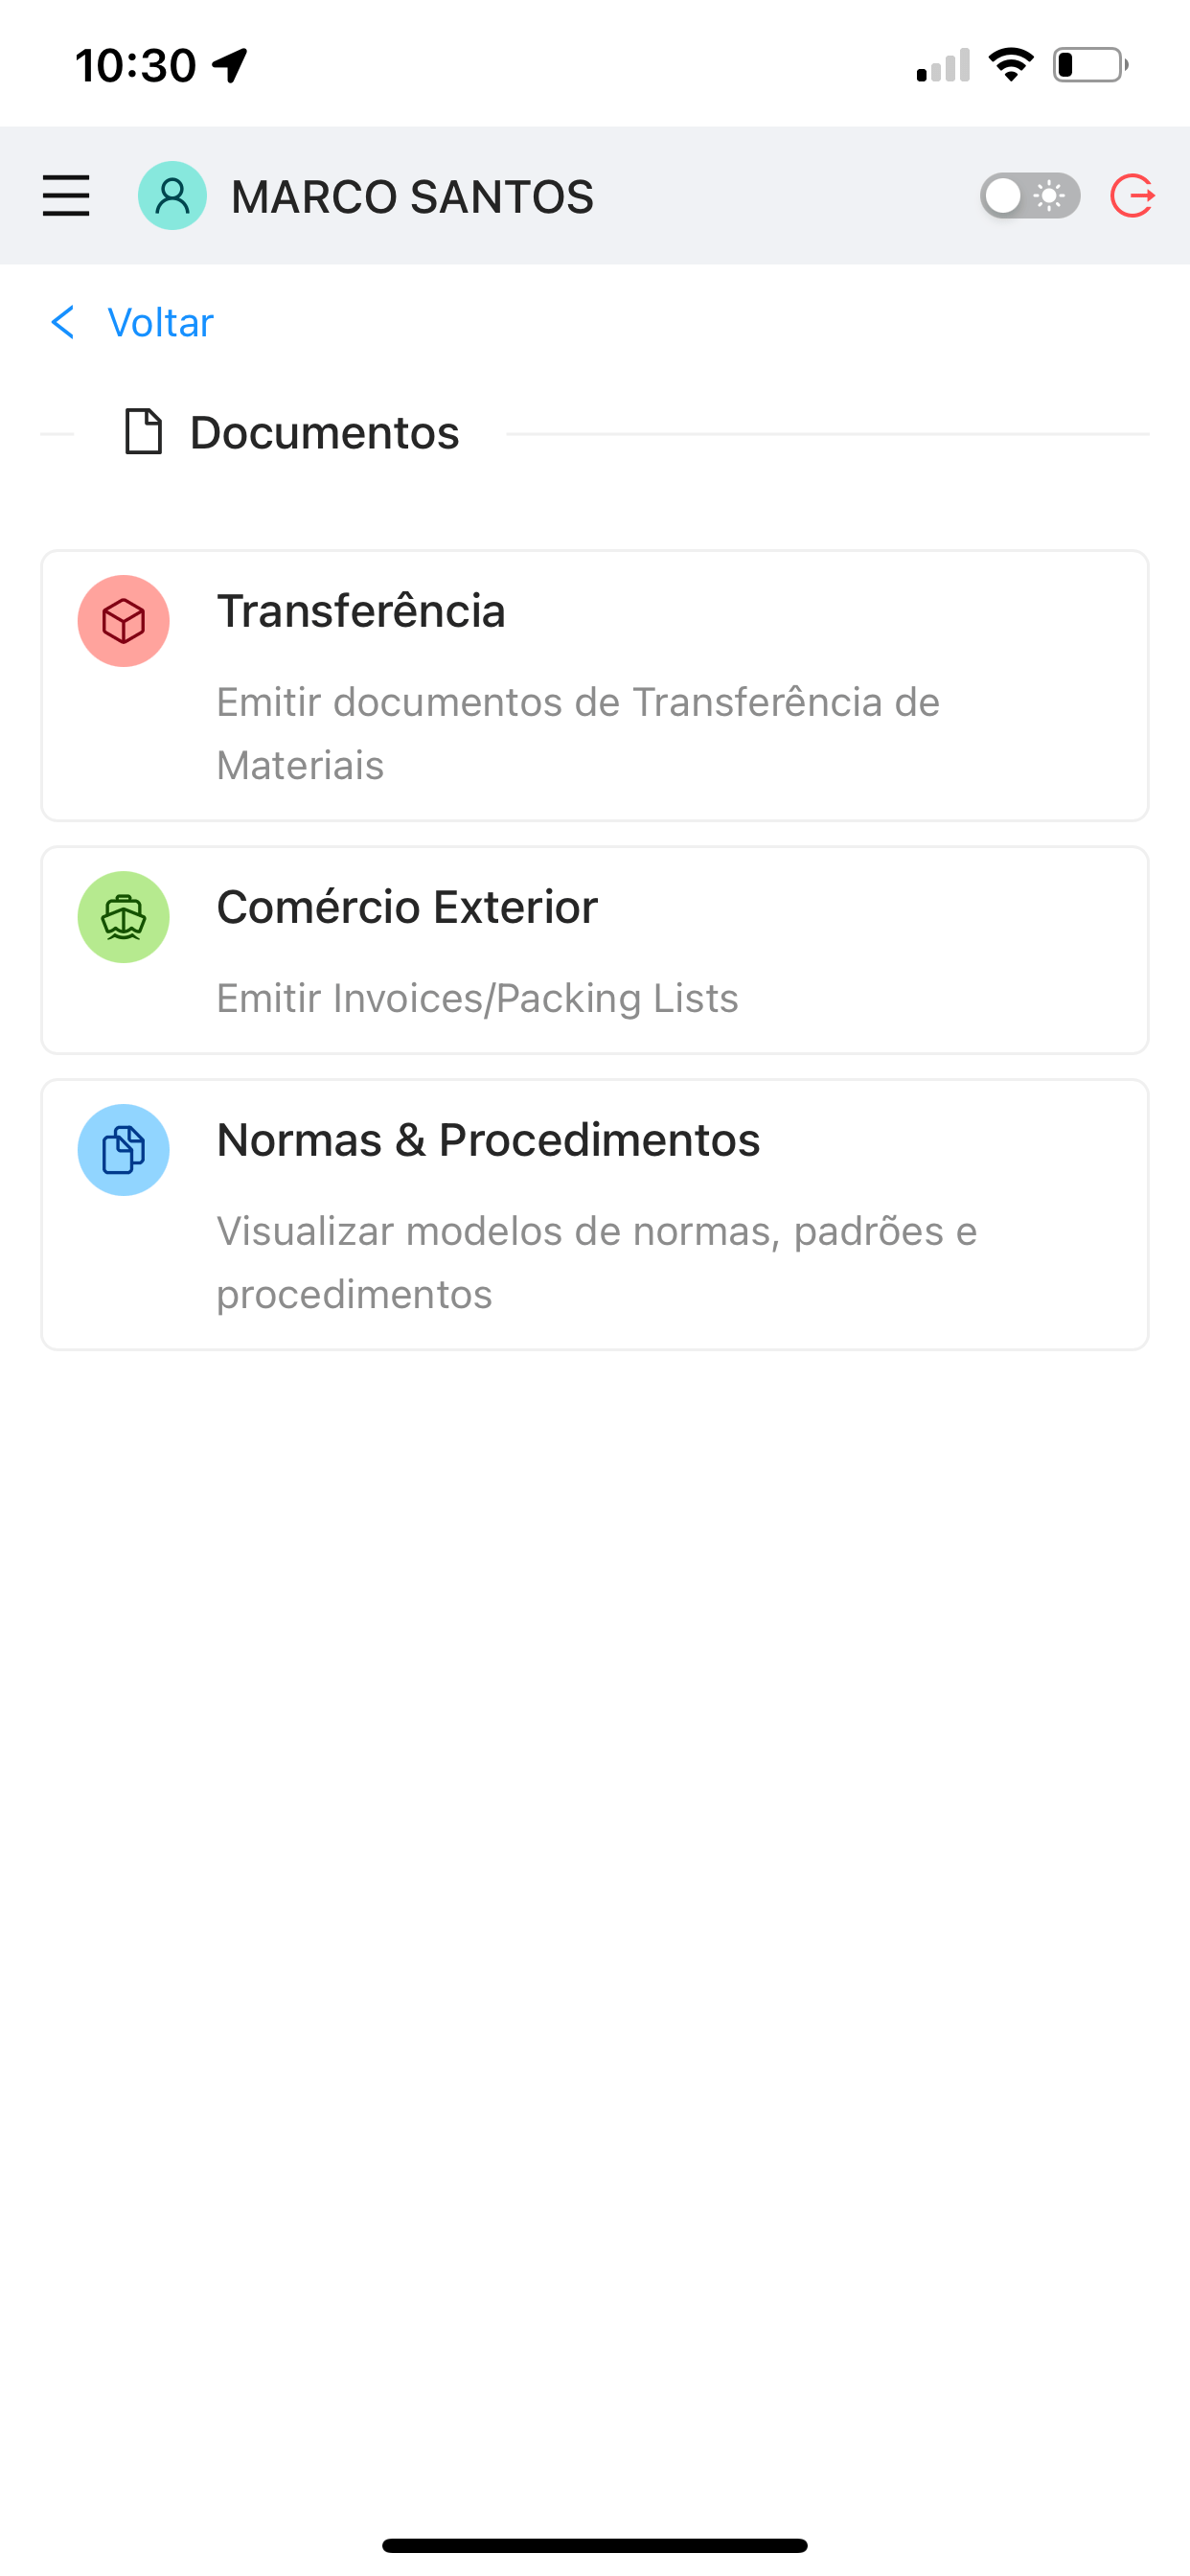 10:30
MARCO SANTOS
Voltar
Documentos
Transferência
Emitir documentos de Transferência de
Materiais
Comércio Exterior
Emitir Invoices/Packing Lists
Normas & Procedimentos
Visualizar modelos de normas, padrões e
procedimentos